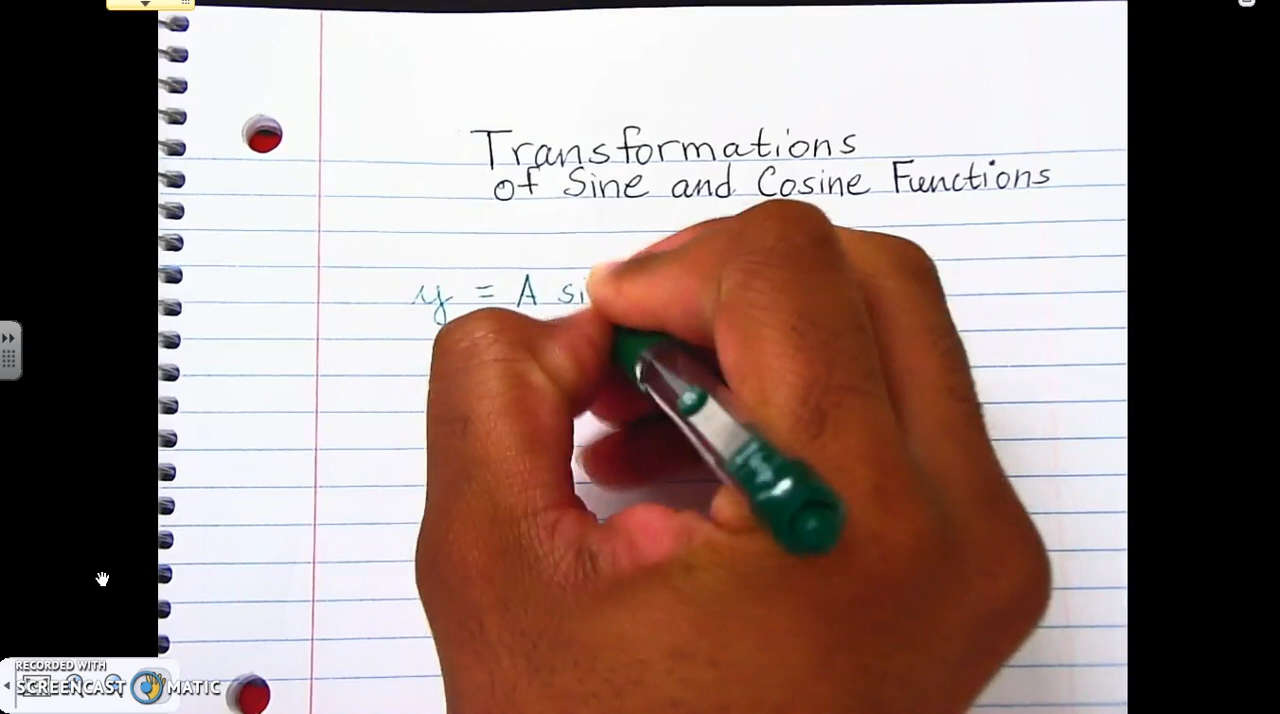 Transformations
of Sine and Cosine Functions
y = A si
RECORDED WITH
SCREENCAST MATIC